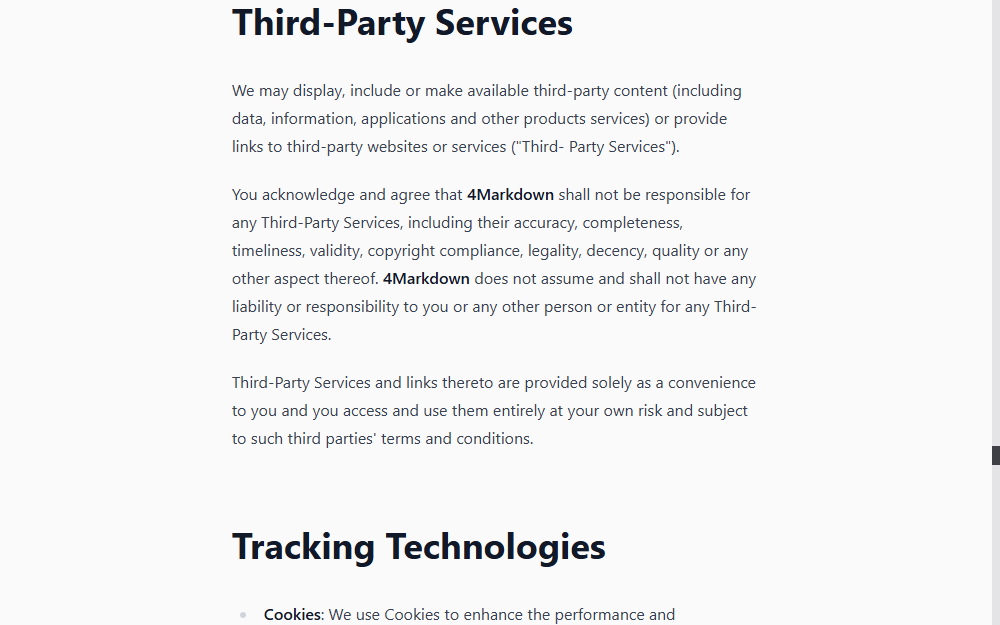 Third-Party Services
We may display, include or make available third-party content (including
data, information, applications and other products services) or provide
links to third-party websites or services ("Third- Party Services").
You acknowledge and agree that 4Markdown shall not be responsible for
any Third-Party Services, including their accuracy, completeness,
timeliness, validity, copyright compliance, legality, decency, quality or any
other aspect thereof. 4Markdown does not assume and shall not have any
liability or responsibility to you or any other person or entity for any Third-
Party Services.
Third-Party Services and links thereto are provided solely as a convenience
to you and you access and use them entirely at your own risk and subject
to such third parties' terms and conditions.
Tracking Technologies
Cookies: We use Cookies to enhance the performance and